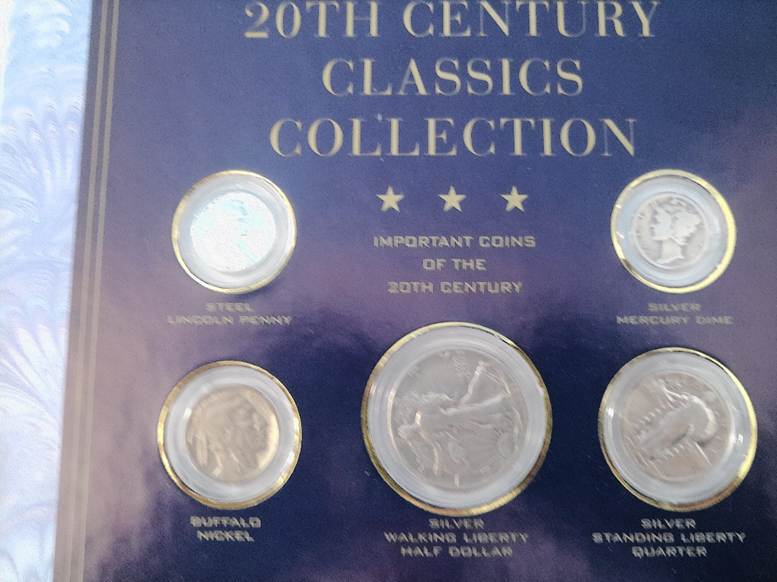 20TH CENTURY
CLASSICS
COLLECTION
IMPORTANT COINS
OF THE
20TH CENTURY
STEEL
LINCOLN PENNY
SILVER
MERCURY DIME
BUFFALO
NICKEL
SILVER
WALKING LIBERTY
HALF DOLLAR
SILVER
STANDING LIBERTY
QUARTER